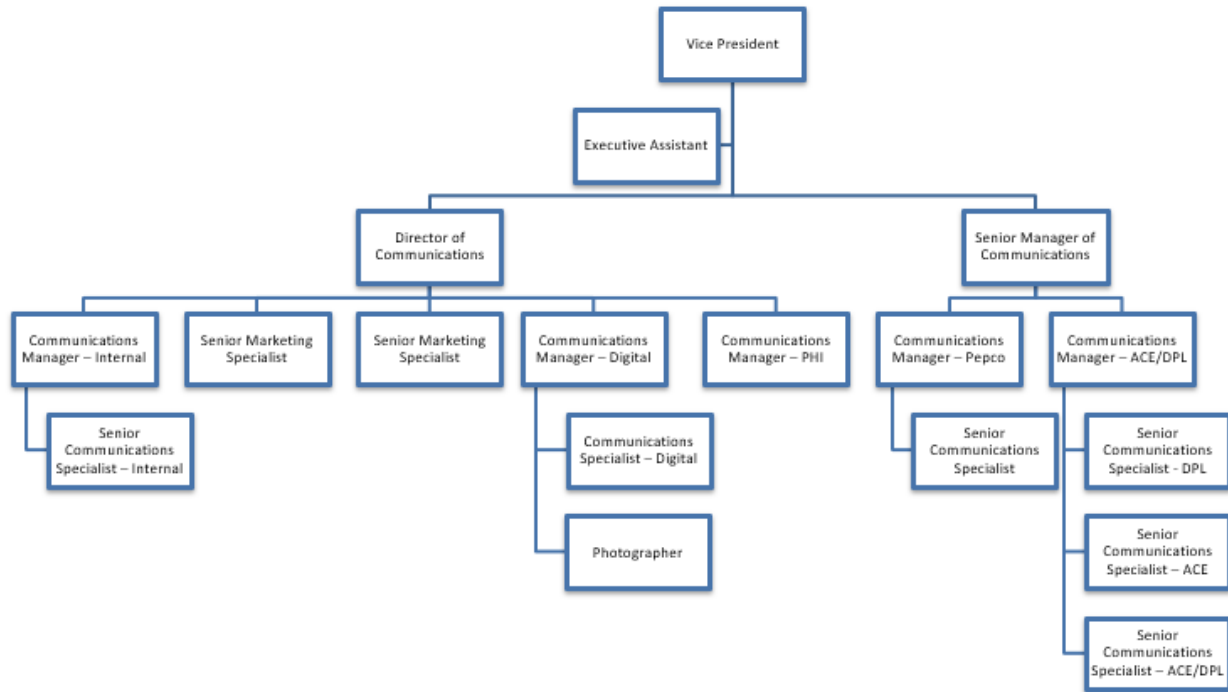 Vice President
Executive Assistant
Director of
Communications
Senior Manager of
Communications
Communications
Manager – Internal
Senior Marketing
Specialist
Senior Marketing
Specialist
Communications
Manager – Digital
Communications
Manager – PHI
Communications
Manager – Pepco
Communications
Manager – ACE/DPL
Senior
Communications
Specialist – Internal
Communications
Specialist – Digital
Senior
Communications
Specialist
Senior
Communications
Specialist - DPL
Photographer
Senior
Communications
Specialist – ACE
Senior
Communications
Specialist – ACE/DPL